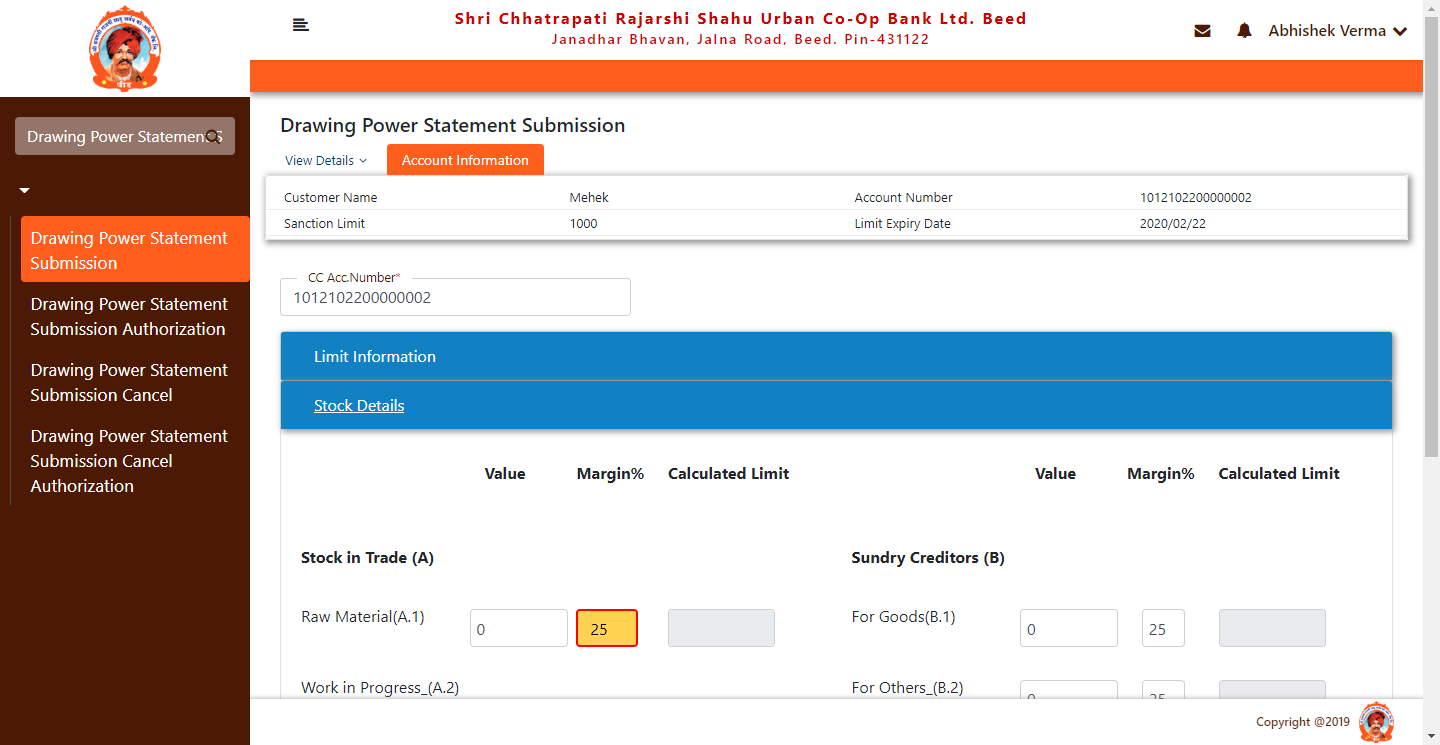 Shri Chhatrapati Rajarshi Shahu Urban Co-Op Bank Ltd. Beed
Janadhar Bhavan, Jalna Road, Beed. Pin-431122
Abhishek Verma
Drawing Power Statement S
Drawing Power Statement
Submission
Drawing Power Statement
Submission Authorization
Drawing Power Statement
Submission Cancel
Drawing Power Statement
Submission Cancel
Authorization
Drawing Power Statement Submission
View Details Account Information
Customer Name Mehek Account Number 1012102200000002
Sanction Limit 1000 Limit Expiry Date 2020/02/22
CC Acc.Number*
1012102200000002
Limit Information
Stock Details
Value Margin% Calculated Limit Value Margin% Calculated Limit
Stock in Trade (A) Sundry Creditors (B)
Raw Material(A.1) 0 25 For Goods(B.1) 0 25
Work in Progress_(A.2) For Others_(B.2) 0 25
Copyright @2019